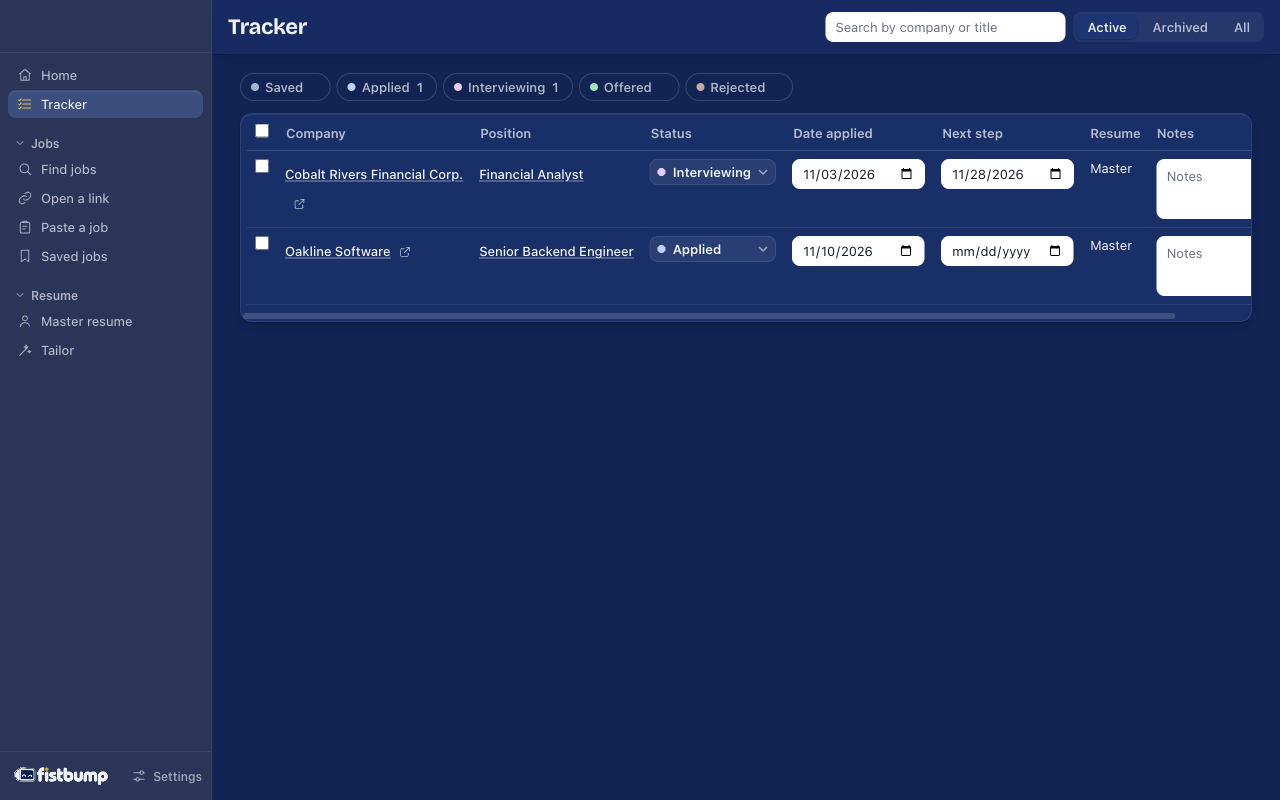 Tracker
Search by company or title
Active Archived All
Home
Tracker
Jobs
Find jobs
Open a link
Paste a job
Saved jobs
Resume
Master resume
Tailor
Saved
Applied 1
Interviewing 1
Offered
Rejected
Company Position Status Date applied Next step Resume Notes
Cobalt Rivers Financial Corp. Financial Analyst Interviewing 11/03/2026 11/28/2026 Master Notes
Oakline Software Senior Backend Engineer Applied 11/10/2026 mm/dd/yyyy Master Notes
fistbump
Settings